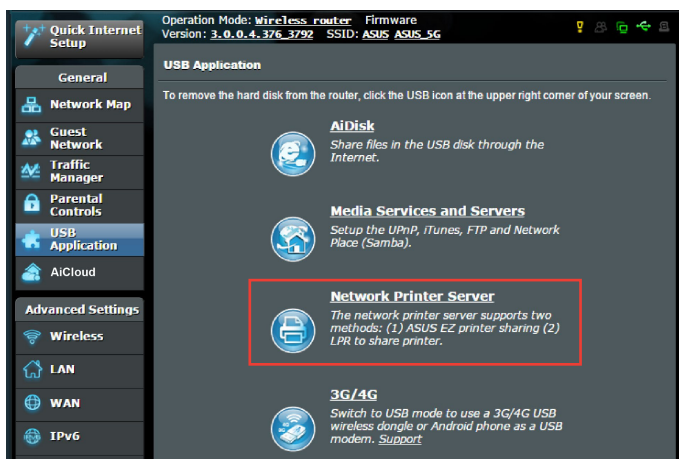 Quick Internet
Setup
Operation Mode: Wireless router Firmware
Version: 3.0.0.4.376_3792 SSID: ASUS ASUS_5G
General
Network Map
Guest
Network
Traffic
Manager
Parental
Controls
USB
Application
AiCloud
Advanced Settings
Wireless
LAN
WAN
IPv6
USB Application
To remove the hard disk from the router, click the USB icon at the upper right corner of your screen.
AiDisk
Share files in the USB disk through the
Internet.
Media Services and Servers
Setup the UPnP, iTunes, FTP and Network
Place (Samba).
Network Printer Server
The network printer server supports two
methods: (1) ASUS EZ printer sharing (2)
LPR to share printer.
3G/4G
Switch to USB mode to use a 3G/4G USB
wireless dongle or Android phone as a USB
modem. Support